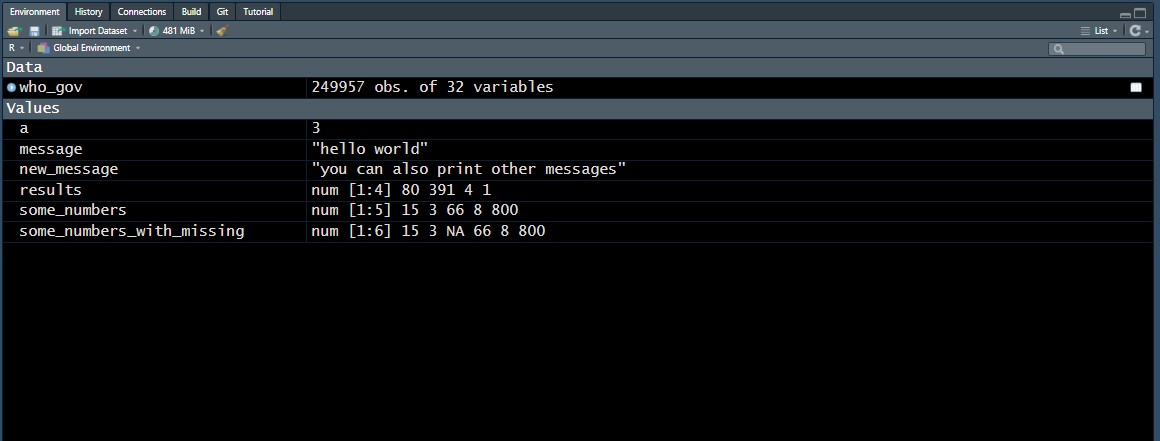 Environment History Connections Build Git Tutorial
Import Dataset 481 MiB List
R Global Environment
Data
who_gov 249957 obs. of 32 variables
Values
a 3
message "hello world"
new_message "you can also print other messages"
results num [1:4] 80 391 4 1
some_numbers num [1:5] 15 3 66 8 800
some_numbers_with_missing num [1:6] 15 3 NA 66 8 800